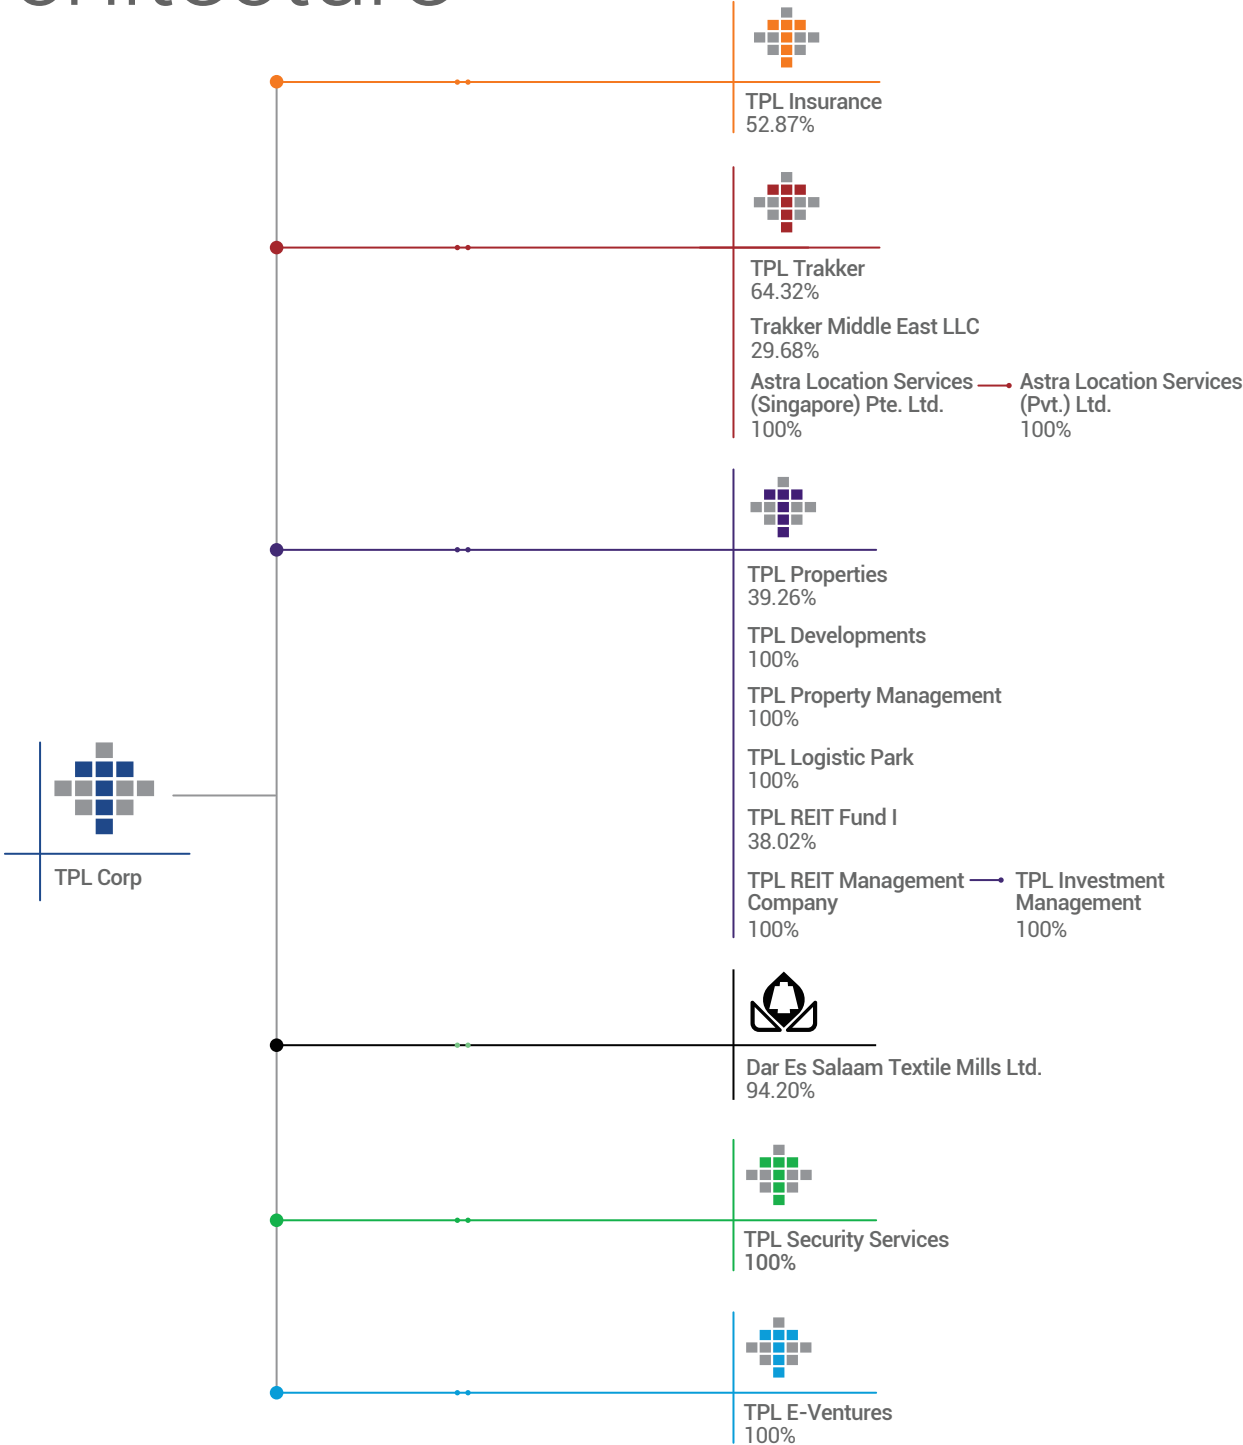 TPL Insurance
52.87%
TPL Trakker
64.32%
Trakker Middle East LLC
29.68%
Astra Location Services
(Singapore) Pte. Ltd.
100%
Astra Location Services
(Pvt.) Ltd.
100%
TPL Properties
39.26%
TPL Developments
100%
TPL Property Management
100%
TPL Logistic Park
100%
TPL REIT Fund I
38.02%
TPL REIT Management
Company
100%
TPL Investment
Management
100%
TPL Corp
Dar Es Salaam Textile Mills Ltd.
94.20%
TPL Security Services
100%
TPL E-Ventures
100%